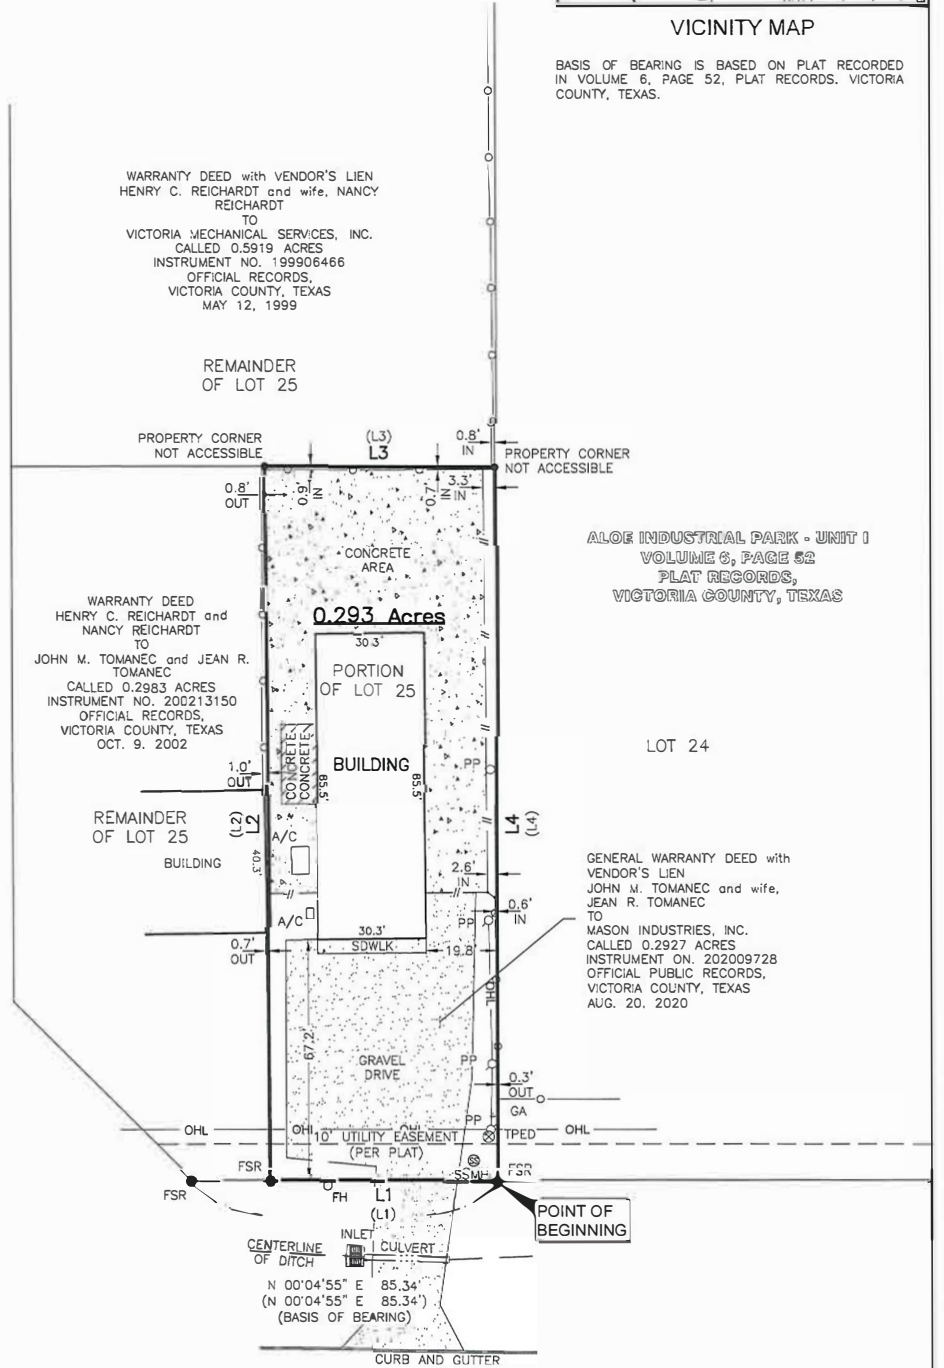 VICINITY MAP
BASIS OF BEARING IS BASED ON PLAT RECORDED
IN VOLUME 6, PAGE 52, PLAT RECORDS. VICTORIA
COUNTY, TEXAS.
WARRANTY DEED with VENDOR'S LIEN
HENRY C. REICHARDT and wife, NANCY
REICHARDT
TO
VICTORIA MECHANICAL SERVICES, INC.
CALLED 0.5919 ACRES
INSTRUMENT NO. 199906466
OFFICIAL RECORDS,
VICTORIA COUNTY, TEXAS
MAY 12, 1999
REMAINDER
OF LOT 25
PROPERTY CORNER
NOT ACCESSIBLE
(L3)
L3
0.8'
IN
PROPERTY CORNER
NOT ACCESSIBLE
0.8'
OUT
0.9'
IN
0.7'
IN
3.3'
IN
CONCRETE
AREA
ALOE INDUSTRIAL PARK - UNIT I
VOLUME 6, PAGE 52
PLAT RECORDS,
VICTORIA COUNTY, TEXAS
0.293 Acres
30.3'
PORTION
OF LOT 25
WARRANTY DEED
HENRY C. REICHARDT and
NANCY REICHARDT
TO
JOHN M. TOMANEC and JEAN R.
TOMANEC
CALLED 0.2983 ACRES
INSTRUMENT NO. 200213150
OFFICIAL RECORDS,
VICTORIA COUNTY, TEXAS
OCT. 9. 2002
LOT 24
BUILDING
CONCRETE
CONCRETE
85.5'
85.5'
PP
1.0'
OUT
REMAINDER
OF LOT 25
(L2)
L2
L4
(L4)
A/C
BUILDING
40.3'
2.6'
IN
0.6'
IN
A/C
PP
GENERAL WARRANTY DEED with
VENDOR'S LIEN
JOHN M. TOMANEC and wife,
JEAN R. TOMANEC
TO
MASON INDUSTRIES, INC.
CALLED 0.2927 ACRES
INSTRUMENT ON. 202009728
OFFICIAL PUBLIC RECORDS,
VICTORIA COUNTY, TEXAS
AUG. 20. 2020
30.3'
SDWLK
19.8'
0.7'
OUT
OHL
67.2'
GRAVEL
DRIVE
PP
0.3'
OUT
GA
PP
OHL
OHL
OHL
OHL
TPED
10' UTILITY EASEMENT
(PER PLAT)
SSMH
FSR
FSR
FSR
FH
L1
(L1)
POINT OF
BEGINNING
INLET
CULVERT
CENTERLINE
OF DITCH
N 00°04'55" E 85.34'
(N 00°04'55" E 85.34')
(BASIS OF BEARING)
CURB AND GUTTER